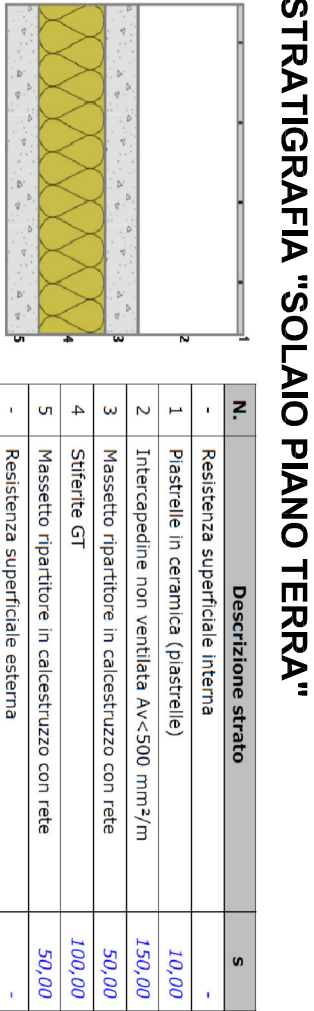 STRATIGRAFIA "SOLAIO PIANO TERRA"
1
2
3
4
5
N. Descrizione strato s
- Resistenza superficiale interna -
1 Piastrelle in ceramica (piastrelle) 10,00
2 Intercapedine non ventilata Av<500 mm²/m 150,00
3 Massetto ripartitore in calcestruzzo con rete 50,00
4 Stiferite GT 100,00
5 Massetto ripartitore in calcestruzzo con rete 50,00
- Resistenza superficiale esterna -